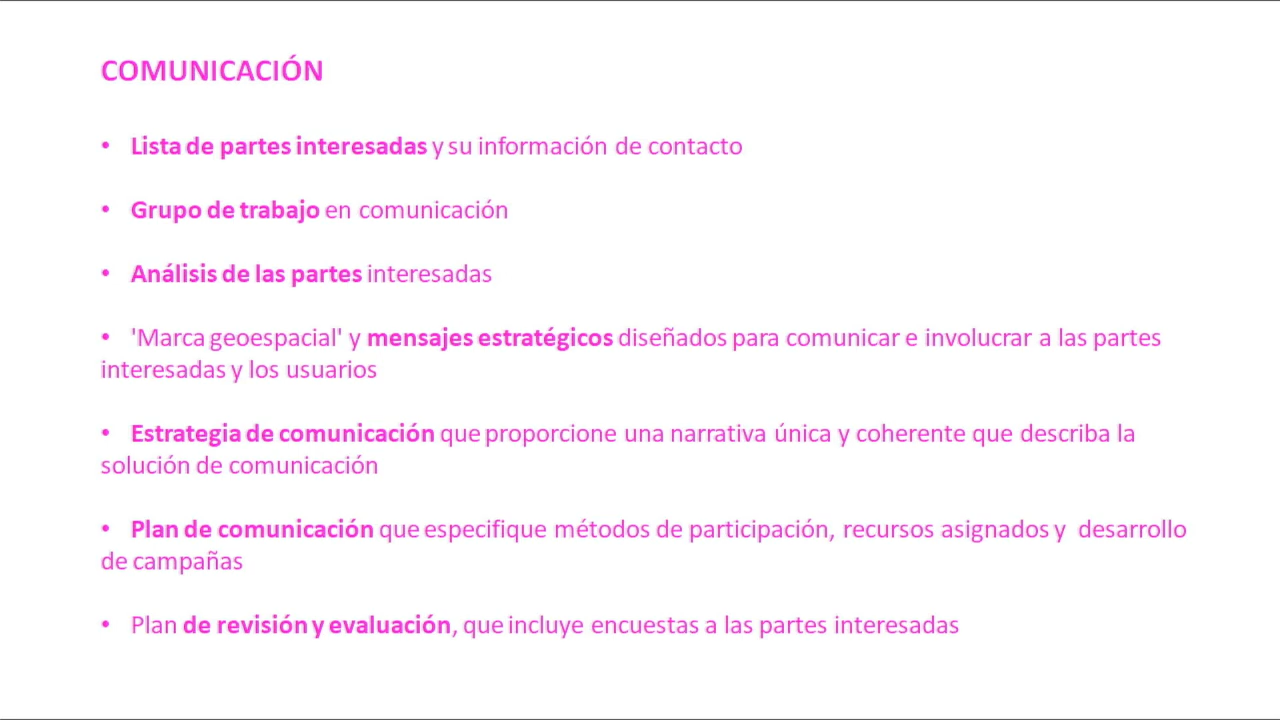 COMUNICACIÓN
• Lista de partes interesadas y su información de contacto
• Grupo de trabajo en comunicación
• Análisis de las partes interesadas
• 'Marca geoespacial' y mensajes estratégicos diseñados para comunicar e involucrar a las partes
interesadas y los usuarios
• Estrategia de comunicación que proporcione una narrativa única y coherente que describa la
solución de comunicación
• Plan de comunicación que especifique métodos de participación, recursos asignados y desarrollo
de campañas
• Plan de revisión y evaluación, que incluye encuestas a las partes interesadas